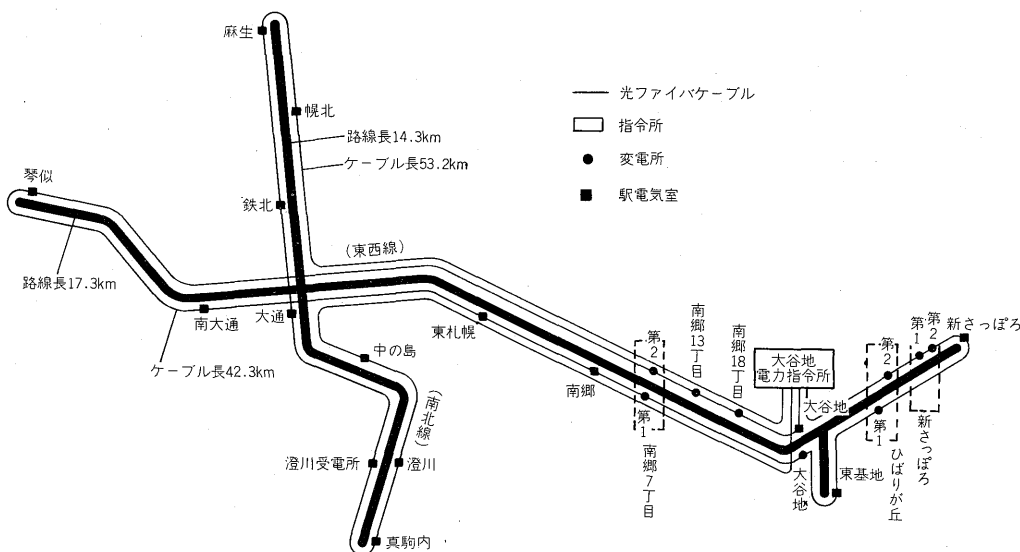 麻生
幌北
路線長14.3km
ケーブル長53.2km
鉄北
琴似
路線長17.3km
南大通
ケーブル長42.3km
大通
(東西線)
中の島
(南北線)
澄川受電所
澄川
真駒内
光ファイバケーブル
指令所
変電所
駅電気室
東札幌
南郷
第2
第1
南郷7丁目
南郷13丁目
南郷18丁目
大谷地
電力指令所
大谷地
大谷地
東基地
第2
第1
ひばりが丘
第1
第2
新さっぽろ
新さっぽろ